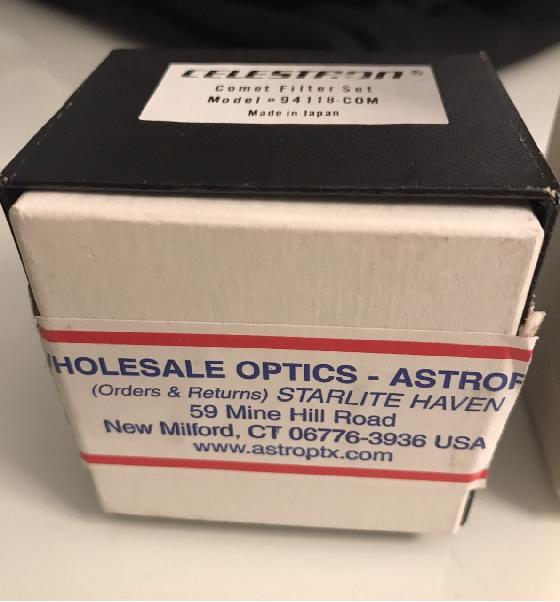 CELESTRON®
Comet Filter Set
Model #94118-COM
Made in Japan
WHOLESALE OPTICS - ASTROP
(Orders & Returns) STARLITE HAVEN
59 Mine Hill Road
New Milford, CT 06776-3936 USA
www.astroptx.com